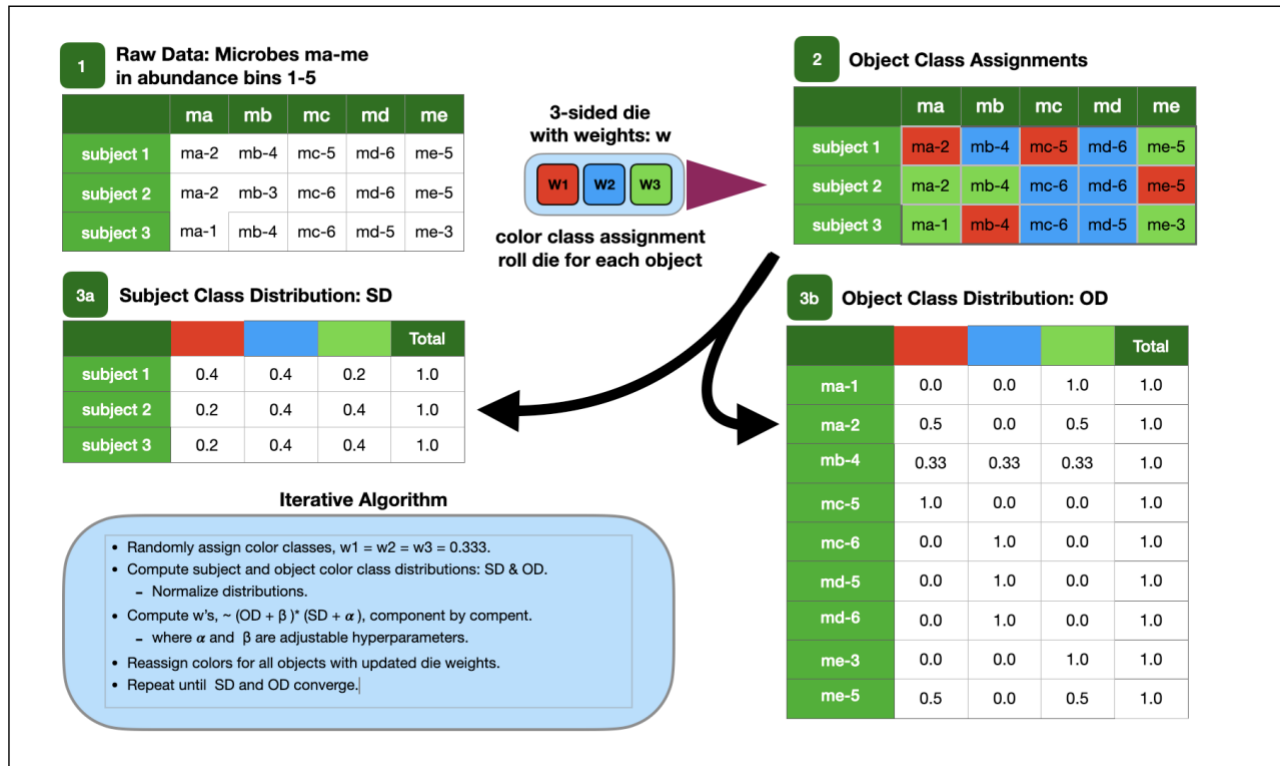 1
Raw Data: Microbes ma-me
in abundance bins 1-5
ma mb mc md me
subject 1 ma-2 mb-4 mc-5 md-6 me-5
subject 2 ma-2 mb-3 mc-6 md-6 me-5
subject 3 ma-1 mb-4 mc-6 md-5 me-3
3-sided die
with weights: w
W1 W2 W3
color class assignment
roll die for each object
2 Object Class Assignments
ma mb mc md me
subject 1 ma-2 mb-4 mc-5 md-6 me-5
subject 2 ma-2 mb-4 mc-6 md-6 me-5
subject 3 ma-1 mb-4 mc-6 md-5 me-3
3a Subject Class Distribution: SD
Total
subject 1 0.4 0.4 0.2 1.0
subject 2 0.2 0.4 0.4 1.0
subject 3 0.2 0.4 0.4 1.0
3b Object Class Distribution: OD
Total
ma-1 0.0 0.0 1.0 1.0
ma-2 0.5 0.0 0.5 1.0
mb-4 0.33 0.33 0.33 1.0
mc-5 1.0 0.0 0.0 1.0
mc-6 0.0 1.0 0.0 1.0
md-5 0.0 1.0 0.0 1.0
md-6 0.0 1.0 0.0 1.0
me-3 0.0 0.0 1.0 1.0
me-5 0.5 0.0 0.5 1.0
Iterative Algorithm
• Randomly assign color classes, w1 = w2 = w3 = 0.333.
• Compute subject and object color class distributions: SD & OD.
– Normalize distributions.
• Compute w's, ~ (OD + β )* (SD + α ), component by compent.
– where α and β are adjustable hyperparameters.
• Reassign colors for all objects with updated die weights.
• Repeat until SD and OD converge.